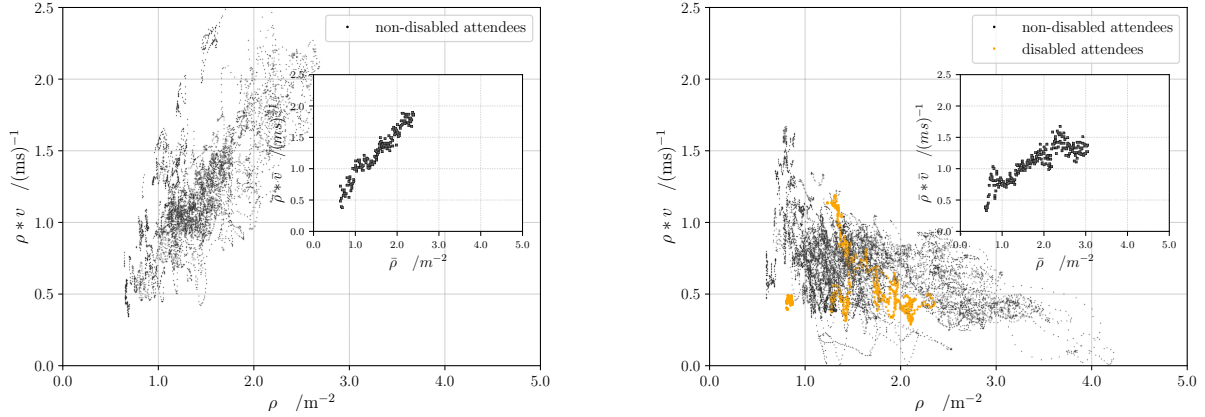 2.5
2.0
1.5
1.0
0.5
0.0
0.0 1.0 2.0 3.0 4.0 5.0
ρ /m⁻²
ρ * v /(ms)⁻¹
non-disabled attendees
2.5
2.0
1.5
1.0
0.5
0.0
0.0 1.0 2.0 3.0 4.0 5.0
ρ̄ /m⁻²
ρ̄ * v̄ /(ms)⁻¹
2.5
2.0
1.5
1.0
0.5
0.0
0.0 1.0 2.0 3.0 4.0 5.0
ρ /m⁻²
ρ * v /(ms)⁻¹
non-disabled attendees
disabled attendees
2.5
2.0
1.5
1.0
0.5
0.0
0.0 1.0 2.0 3.0 4.0 5.0
ρ̄ /m⁻²
ρ̄ * v̄ /(ms)⁻¹